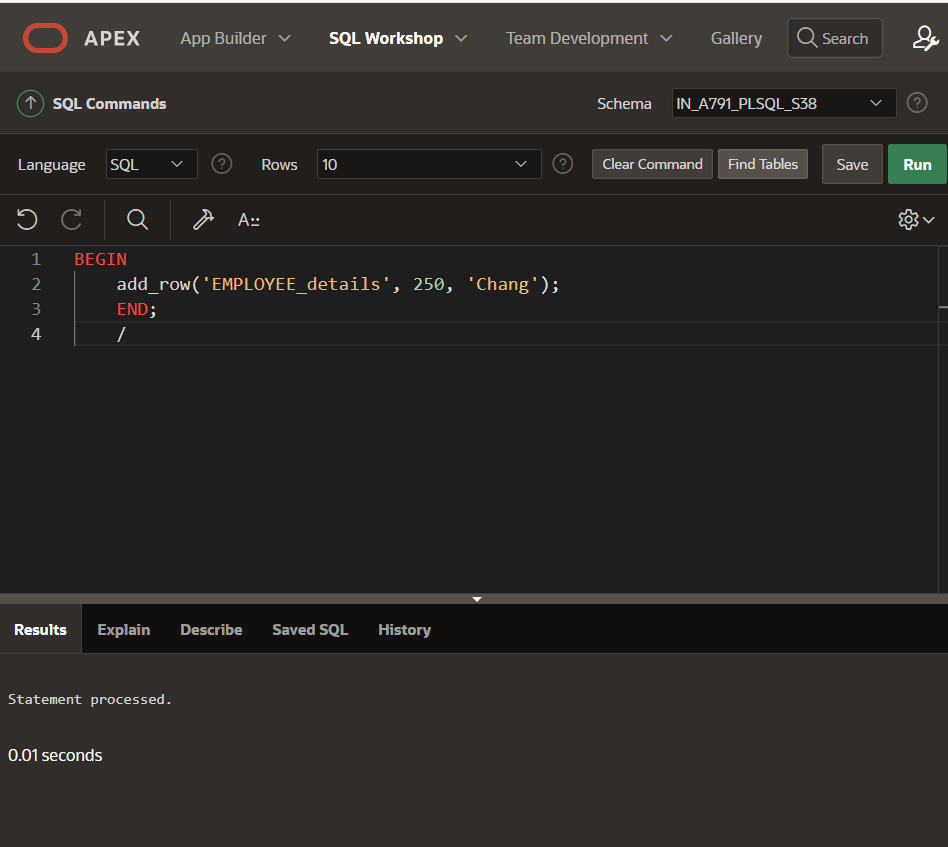 APEX App Builder SQL Workshop Team Development Gallery Search
SQL Commands Schema IN_A791_PLSQL_S38 ?
Language SQL ? Rows 10 ? Clear Command Find Tables Save Run
A::
1 BEGIN
2 add_row('EMPLOYEE_details', 250, 'Chang');
3 END;
4 /
Results Explain Describe Saved SQL History
Statement processed.
0.01 seconds